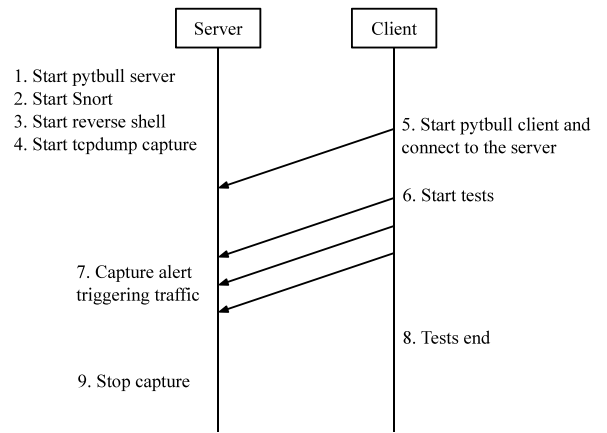 Server
Client
1. Start pytbull server
2. Start Snort
3. Start reverse shell
4. Start tcpdump capture
5. Start pytbull client and
connect to the server
6. Start tests
7. Capture alert
triggering traffic
8. Tests end
9. Stop capture